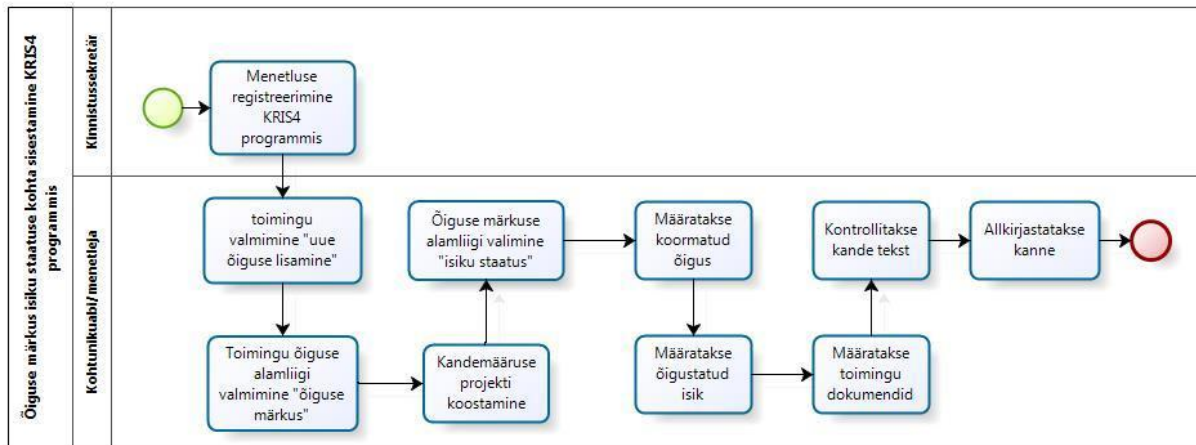 Õiguse märkus isiku staatuse kohta sisestamine KRIS4
programmis
Kinnistussekretär
Menetluse
registreerimine
KRIS4
programmis
Kohtunikuabi/menetleja
toimingu
valmimine "uue
õiguse lisamine"
Toimingu õiguse
alamliigi
valmimine "õiguse
märkus"
Kandemääruse
projekti
koostamine
Õiguse märkuse
alamliigi valimine
"isiku staatus"
Määratakse
koormatud
õigus
Määratakse
õigustatud
isik
Määratakse
toimingu
dokumendid
Kontrollitakse
kande tekst
Allkirjastatakse
kanne